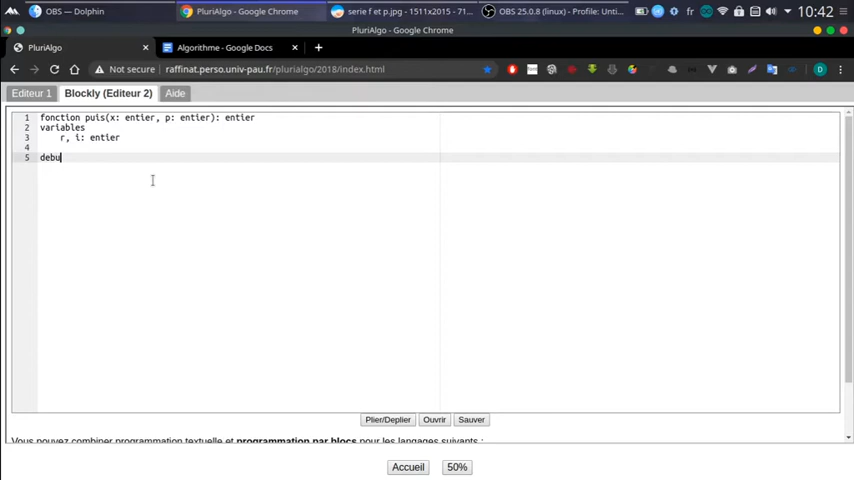 OBS — Dolphin
PluriAlgo - Google Chrome
serie f et p.jpg - 1511x2015 - 71...
OBS 25.0.8 (linux) - Profile: Unti...
fr
10:42
PluriAlgo - Google Chrome
PluriAlgo
Algorithme - Google Docs
Not secure
raffinat.perso.univ-pau.fr/plurialgo/2018/index.html
D
Editeur 1
Blockly (Editeur 2)
Aide
1 fonction puis(x: entier, p: entier): entier
2 variables
3 r, i: entier
4
5 debu
Plier/Deplier
Ouvrir
Sauver
Vous pouvez combiner programmation textuelle et programmation par blocs pour les langages suivants :
Accueil
50%